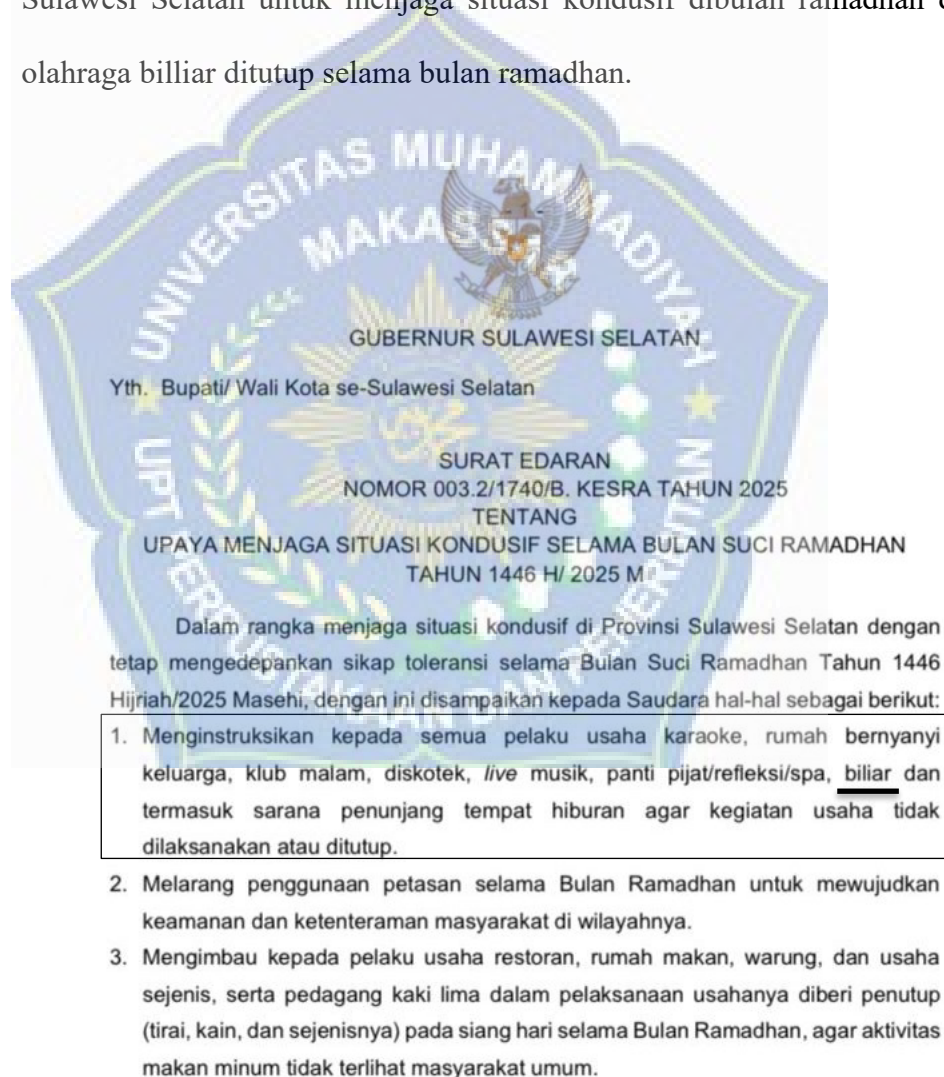 Sulawesi Selatan untuk menjaga situasi kondusif dibulan ramadhan
olahraga billiar ditutup selama bulan ramadhan.
UNIVERSITAS MUHAMMADIYAH
MAKASSAR
UPT PERPUSTAKAAN DAN PENERBITAN
GUBERNUR SULAWESI SELATAN
Yth. Bupati/ Wali Kota se-Sulawesi Selatan
SURAT EDARAN
NOMOR 003.2/1740/B. KESRA TAHUN 2025
TENTANG
UPAYA MENJAGA SITUASI KONDUSIF SELAMA BULAN SUCI RAMADHAN
TAHUN 1446 H/ 2025 M
Dalam rangka menjaga situasi kondusif di Provinsi Sulawesi Selatan dengan
tetap mengedepankan sikap toleransi selama Bulan Suci Ramadhan Tahun 1446
Hijriah/2025 Masehi, dengan ini disampaikan kepada Saudara hal-hal sebagai berikut:
1. Menginstruksikan kepada semua pelaku usaha karaoke, rumah bernyanyi
keluarga, klub malam, diskotek, live musik, panti pijat/refleksi/spa, biliar dan
termasuk sarana penunjang tempat hiburan agar kegiatan usaha tidak
dilaksanakan atau ditutup.
2. Melarang penggunaan petasan selama Bulan Ramadhan untuk mewujudkan
keamanan dan ketenteraman masyarakat di wilayahnya.
3. Mengimbau kepada pelaku usaha restoran, rumah makan, warung, dan usaha
sejenis, serta pedagang kaki lima dalam pelaksanaan usahanya diberi penutup
(tirai, kain, dan sejenisnya) pada siang hari selama Bulan Ramadhan, agar aktivitas
makan minum tidak terlihat masyarakat umum.